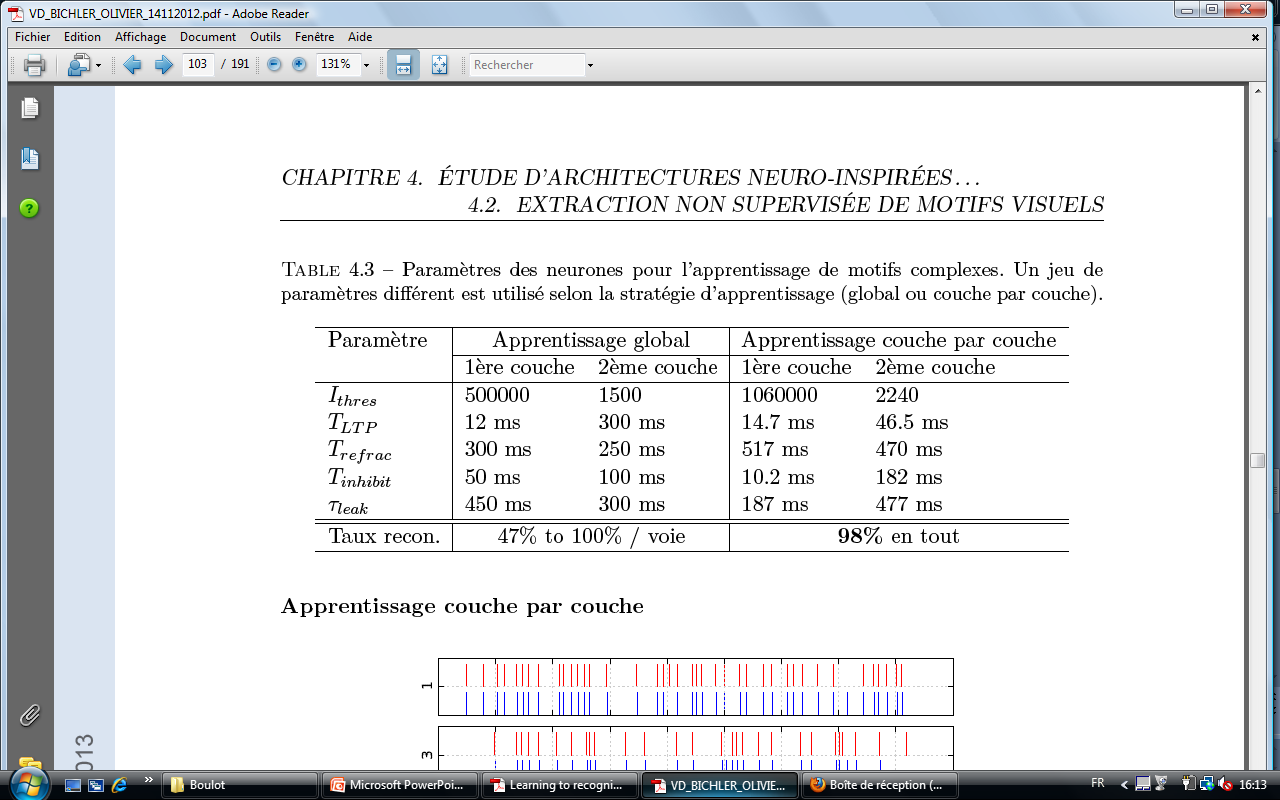 VD_BICHLER_OLIVIER_14112012.pdf - Adobe Reader
Fichier Edition Affichage Document Outils Fenêtre Aide
103 / 191 131% Rechercher
CHAPITRE 4. ÉTUDE D'ARCHITECTURES NEURO-INSPIRÉES...
4.2. EXTRACTION NON SUPERVISÉE DE MOTIFS VISUELS
TABLE 4.3 – Paramètres des neurones pour l'apprentissage de motifs complexes. Un jeu de
paramètres différent est utilisé selon la stratégie d'apprentissage (global ou couche par couche).
Paramètre Apprentissage global Apprentissage couche par couche
1ère couche 2ème couche 1ère couche 2ème couche
I_thres 500000 1500 1060000 2240
T_LTP 12 ms 300 ms 14.7 ms 46.5 ms
T_refrac 300 ms 250 ms 517 ms 470 ms
T_inhibit 50 ms 100 ms 10.2 ms 182 ms
τ_leak 450 ms 300 ms 187 ms 477 ms
Taux recon. 47% to 100% / voie 98% en tout
Apprentissage couche par couche
1
3
013
Boulot Microsoft PowerPoi... Learning to recogni... VD_BICHLER_OLIVIE... Boîte de réception (... FR 16:13